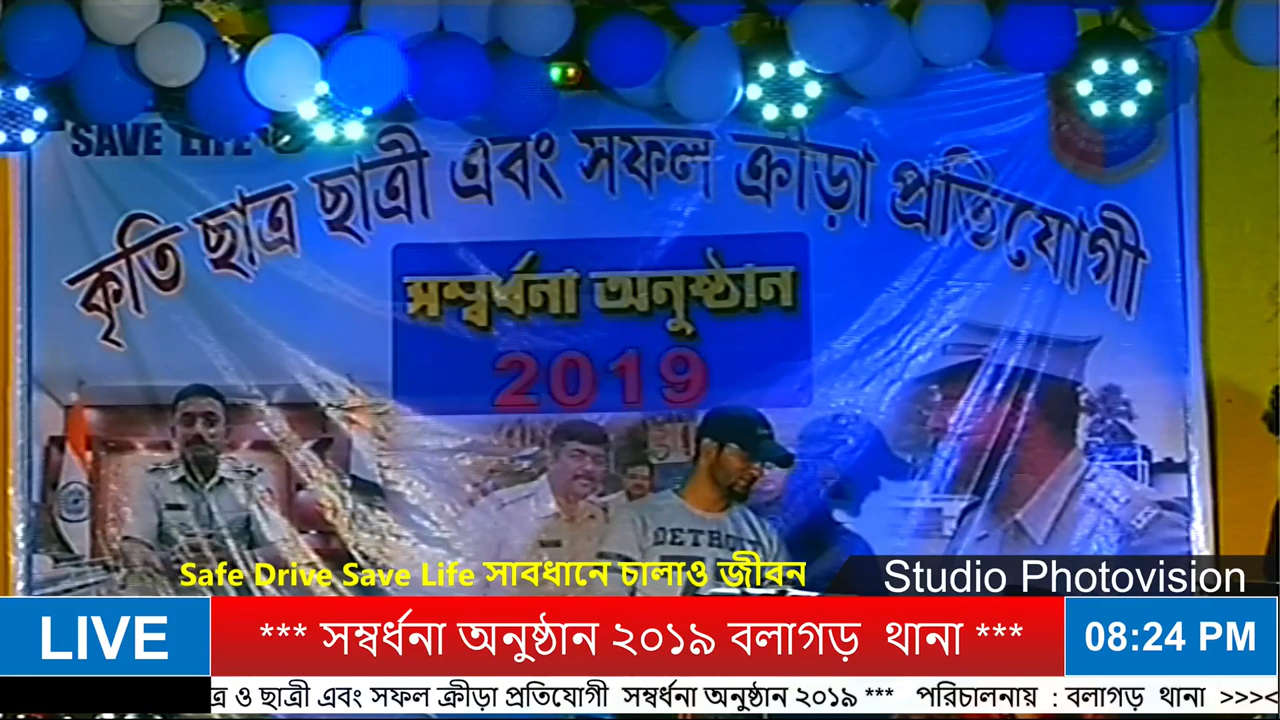 SAVE LIFE
কৃতি ছাত্র ছাত্রী এবং সফল ক্রীড়া প্রতিযোগী
সম্বর্ধনা অনুষ্ঠান
2019
DETROIT
Safe Drive Save Life সাবধানে চালাও জীবন
Studio Photovision
LIVE
*** সম্বর্ধনা অনুষ্ঠান ২০১৯ বলাগড় থানা ***
08:24 PM
ত্র ও ছাত্রী এবং সফল ক্রীড়া প্রতিযোগী সম্বর্ধনা অনুষ্ঠান ২০১৯ *** পরিচালনায় : বলাগড় থানা >>><